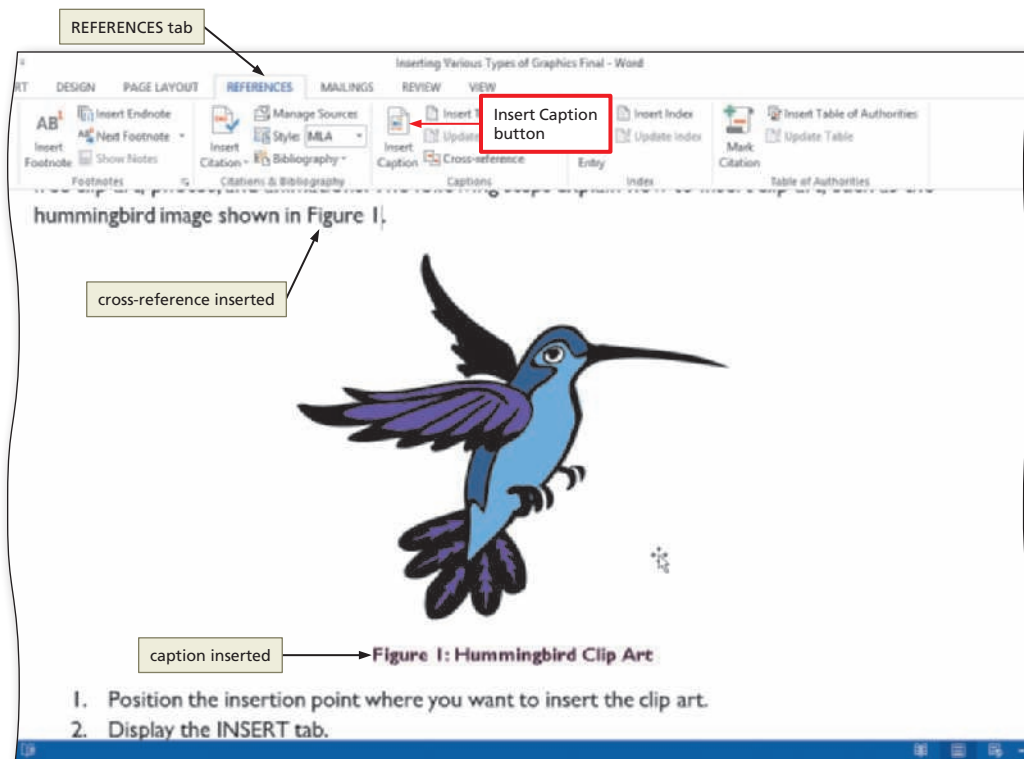 REFERENCES tab
Inserting Various Types of Graphics Final - Word
RT DESIGN PAGE LAYOUT REFERENCES MAILINGS REVIEW VIEW
AB1 Insert Footnote
Insert Endnote
Next Footnote
Show Notes
Footnotes
Insert Citation
Manage Sources
Style: MLA
Bibliography
Citations & Bibliography
Insert Caption
Insert T
Update
Cross-reference
Captions
Insert Caption
button
Entry
Insert Index
Update Index
Index
Mark Citation
Insert Table of Authorities
Update Table
Table of Authorities
hummingbird image shown in Figure 1.
cross-reference inserted
caption inserted
Figure 1: Hummingbird Clip Art
1. Position the insertion point where you want to insert the clip art.
2. Display the INSERT tab.